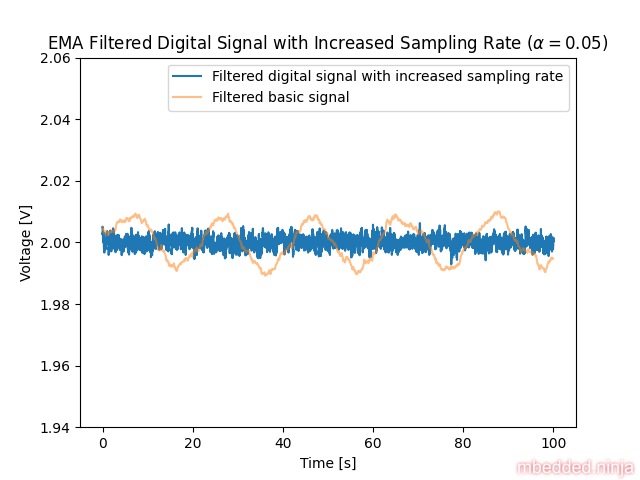 EMA Filtered Digital Signal with Increased Sampling Rate (α = 0.05)
Filtered digital signal with increased sampling rate
Filtered basic signal
2.06
2.04
2.02
2.00
1.98
1.96
1.94
Voltage [V]
0 20 40 60 80 100
Time [s]
mbedded.ninja